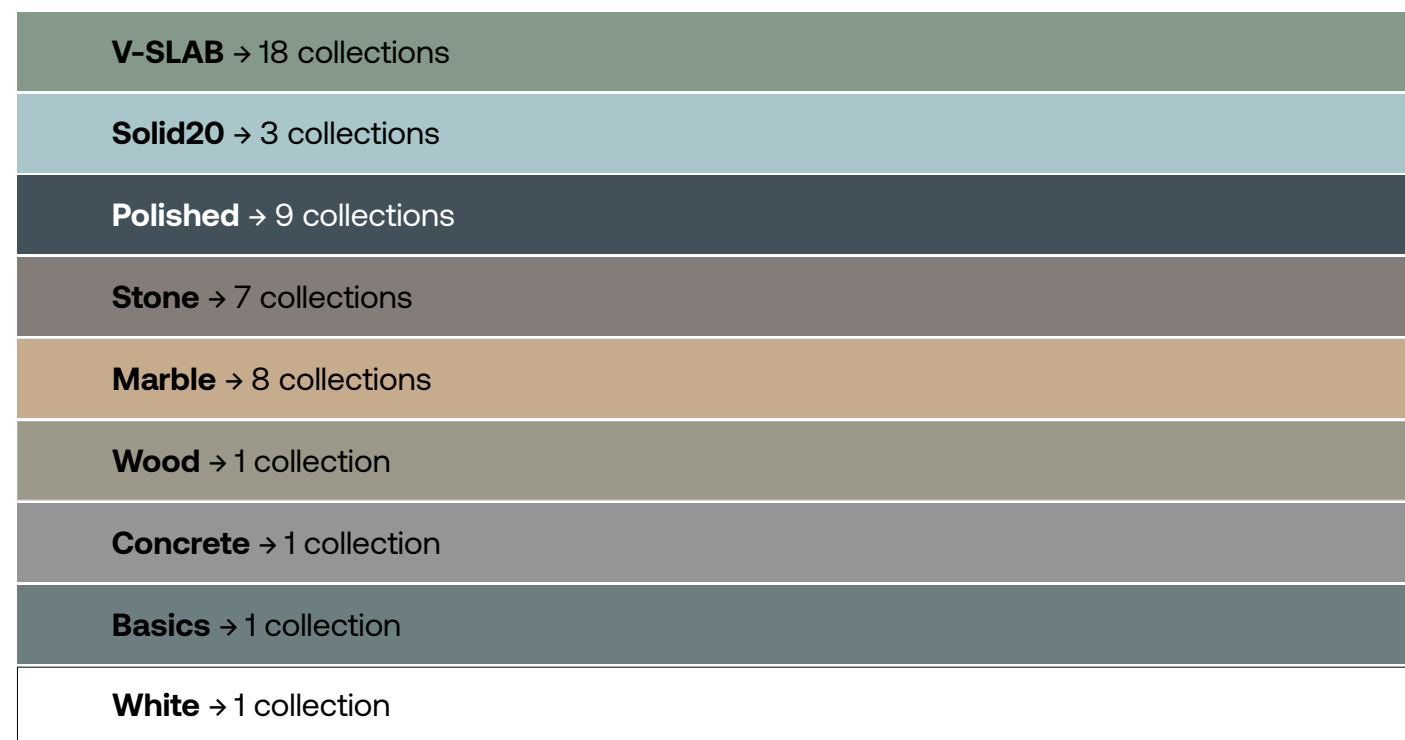 V-SLAB → 18 collections
Solid20 → 3 collections
Polished → 9 collections
Stone → 7 collections
Marble → 8 collections
Wood → 1 collection
Concrete → 1 collection
Basics → 1 collection
White → 1 collection